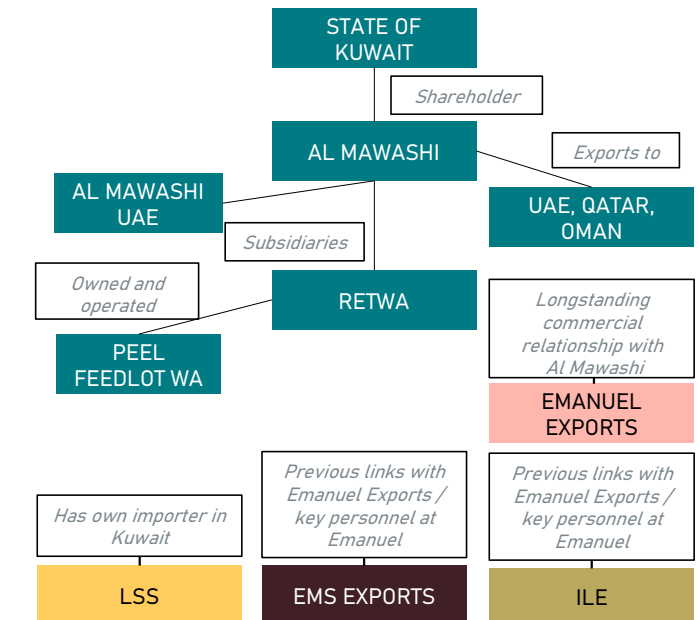 STATE OF
KUWAIT
Shareholder
AL MAWASHI
Exports to
AL MAWASHI
UAE
UAE, QATAR,
OMAN
Subsidiaries
Owned and
operated
RETWA
Longstanding
commercial
relationship with
Al Mawashi
PEEL
FEEDLOT WA
EMANUEL
EXPORTS
Previous links with
Emanuel Exports /
key personnel at
Emanuel
Previous links with
Emanuel Exports /
key personnel at
Emanuel
Has own importer in
Kuwait
LSS
EMS EXPORTS
ILE